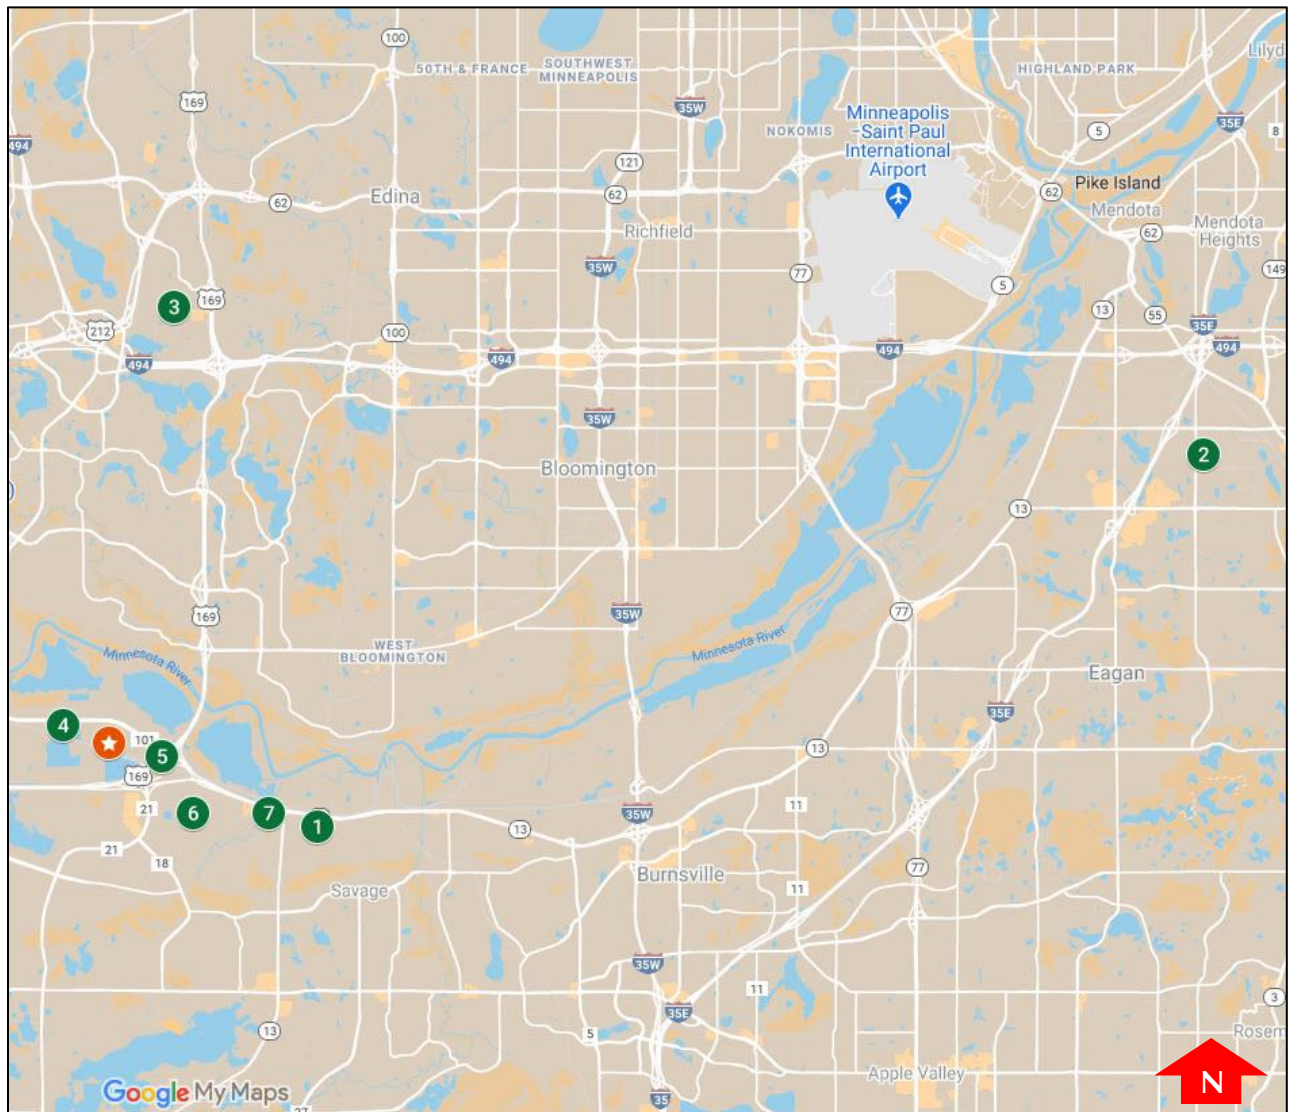 100
50TH & FRANCE
SOUTHWEST
MINNEAPOLIS
HIGHLAND PARK
Lilyd
169
35W
Minneapolis
-Saint Paul
International
Airport
NOKOMIS
5
35E
8
494
121
62
Edina
62
62
Pike Island
Mendota
Richfield
62
Mendota
Heights
35W
77
149
5
3
169
13
55
212
100
35E
494
494
494
494
35W
Bloomington
2
13
169
77
35W
WEST
BLOOMINGTON
Minnesota River
Minnesota River
Eagan
35E
4
101
5
13
169
21
6
7
1
13
35W
11
21
18
Burnsville
77
Savage
11
35W
11
35E
3
13
5
Rosem
Apple Valley
N
Google My Maps
35
27